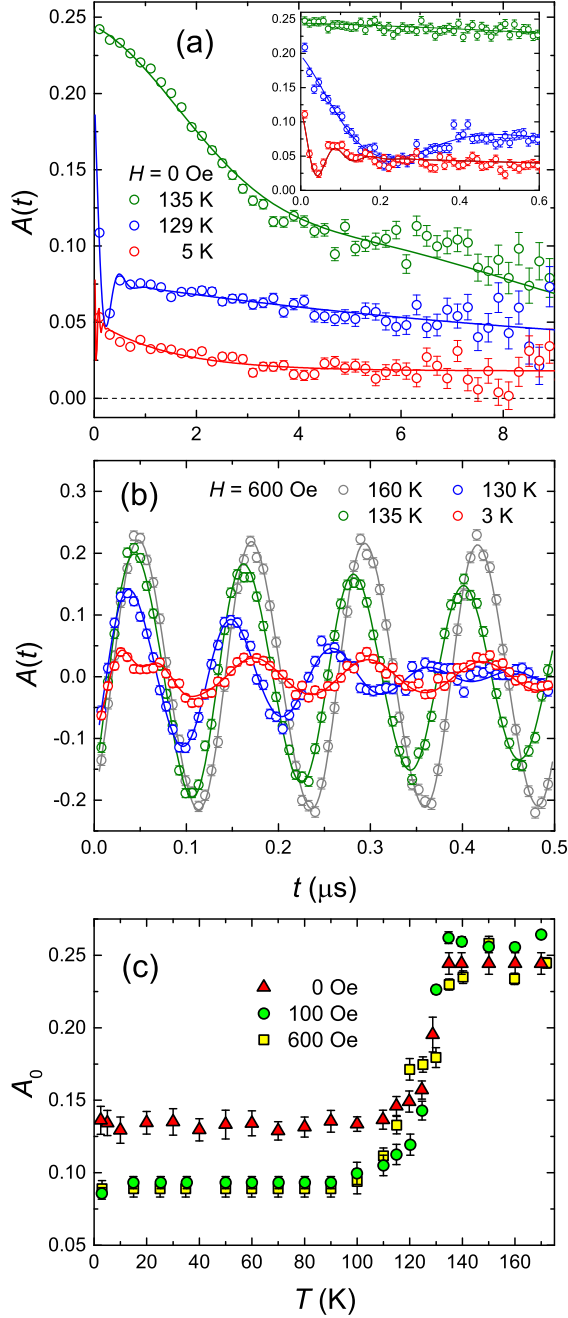 (a)
A(t)
0.25
0.20
0.15
0.10
0.05
0.00
H = 0 Oe
135 K
129 K
5 K
0.25
0.20
0.15
0.10
0.05
0.00
0.0 0.2 0.4 0.6
0 2 4 6 8
(b)
A(t)
H = 600 Oe
160 K 130 K
135 K 3 K
0.3
0.2
0.1
0.0
-0.1
-0.2
0.0 0.1 0.2 0.3 0.4 0.5
t (μs)
(c)
A0
0 Oe
100 Oe
600 Oe
0.25
0.20
0.15
0.10
0.05
0 20 40 60 80 100 120 140 160
T (K)